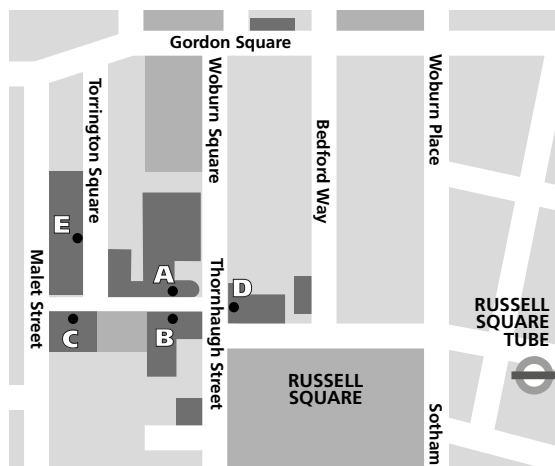 Gordon Square
Torrington Square
Woburn Square
Bedford Way
Woburn Place
E
A
D
Malet Street
Thornhaugh Street
C
B
RUSSELL
SQUARE
TUBE
RUSSELL
SQUARE
Sotham